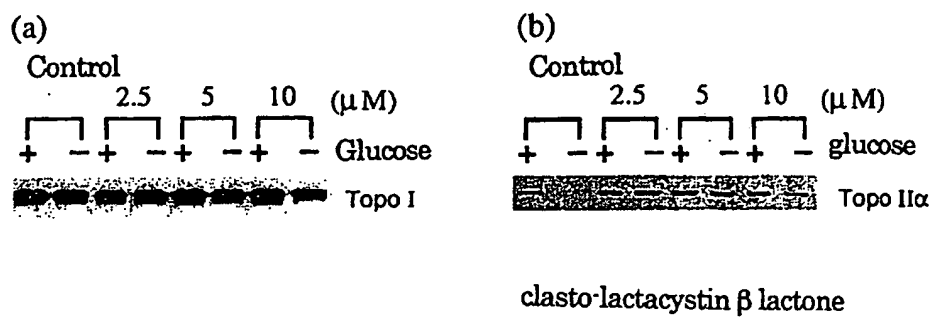 (a)
Control
2.5 5 10 (μM)
+ − + − + − + − Glucose
Topo I
(b)
Control
2.5 5 10 (μM)
+ − + − + − + − glucose
Topo IIα
clasto-lactacystin β lactone